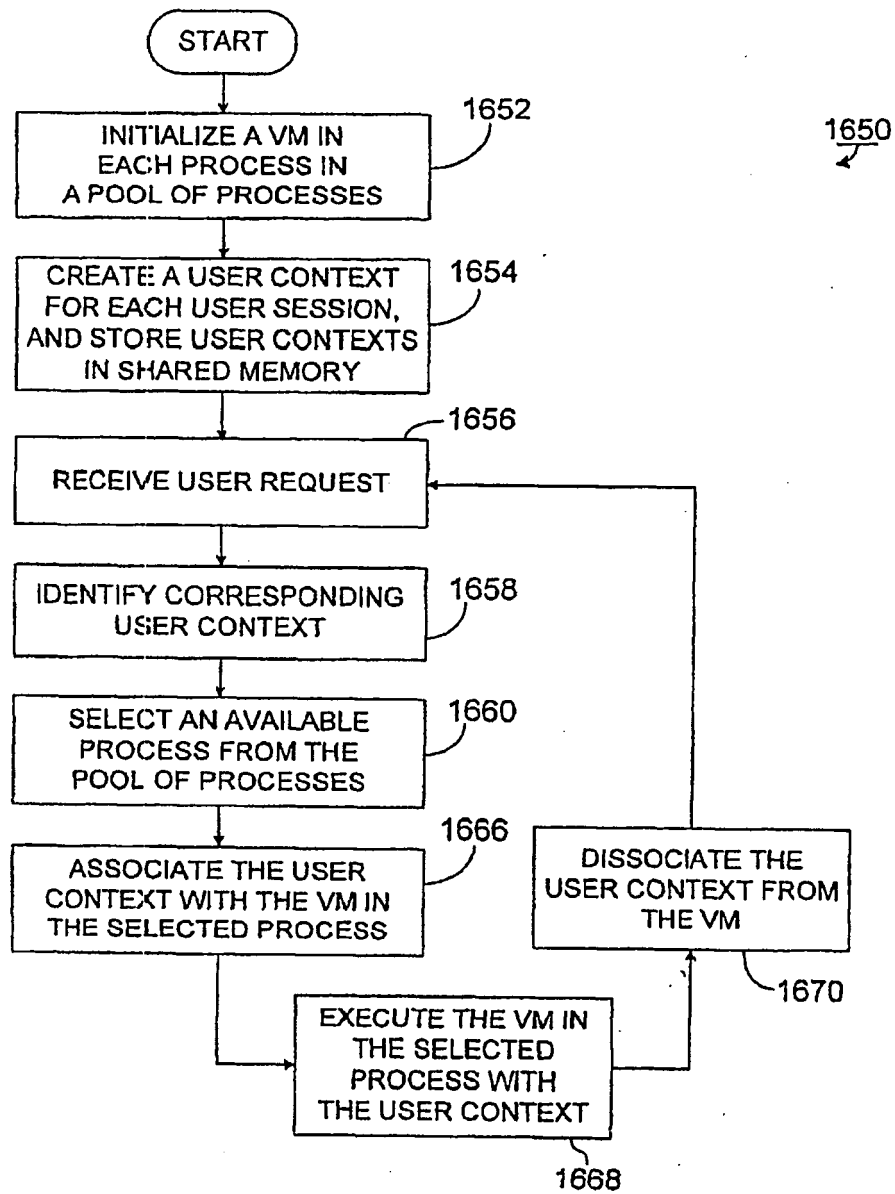 START
INITIALIZE A VM IN
EACH PROCESS IN
A POOL OF PROCESSES
1652
1650
CREATE A USER CONTEXT
FOR EACH USER SESSION,
AND STORE USER CONTEXTS
IN SHARED MEMORY
1654
RECEIVE USER REQUEST
1656
IDENTIFY CORRESPONDING
USER CONTEXT
1658
SELECT AN AVAILABLE
PROCESS FROM THE
POOL OF PROCESSES
1660
ASSOCIATE THE USER
CONTEXT WITH THE VM IN
THE SELECTED PROCESS
1666
EXECUTE THE VM IN
THE SELECTED
PROCESS WITH
THE USER CONTEXT
1668
DISSOCIATE THE
USER CONTEXT FROM
THE VM
1670